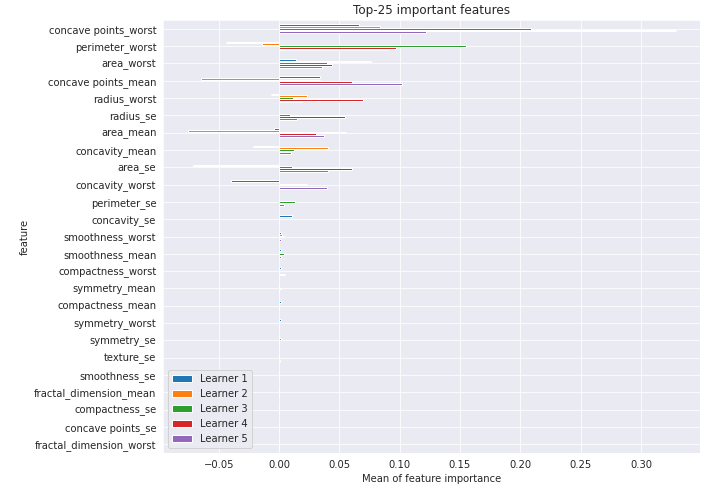 Top-25 important features
concave points_worst
perimeter_worst
area_worst
concave points_mean
radius_worst
radius_se
area_mean
concavity_mean
area_se
concavity_worst
perimeter_se
concavity_se
smoothness_worst
smoothness_mean
compactness_worst
symmetry_mean
compactness_mean
symmetry_worst
symmetry_se
texture_se
smoothness_se
fractal_dimension_mean
compactness_se
concave points_se
fractal_dimension_worst
feature
Learner 1
Learner 2
Learner 3
Learner 4
Learner 5
−0.05 0.00 0.05 0.10 0.15 0.20 0.25 0.30
Mean of feature importance